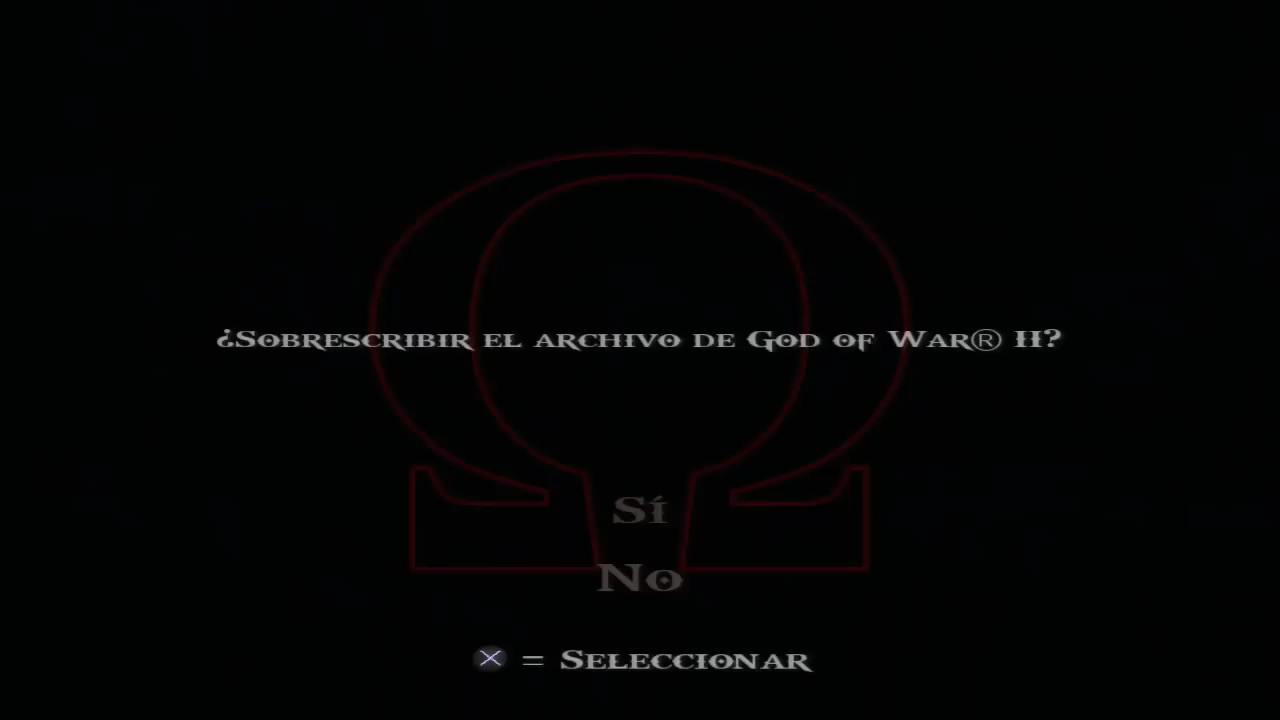 ¿Sobrescribir el archivo de God of War® II?
Sí
No
= Seleccionar